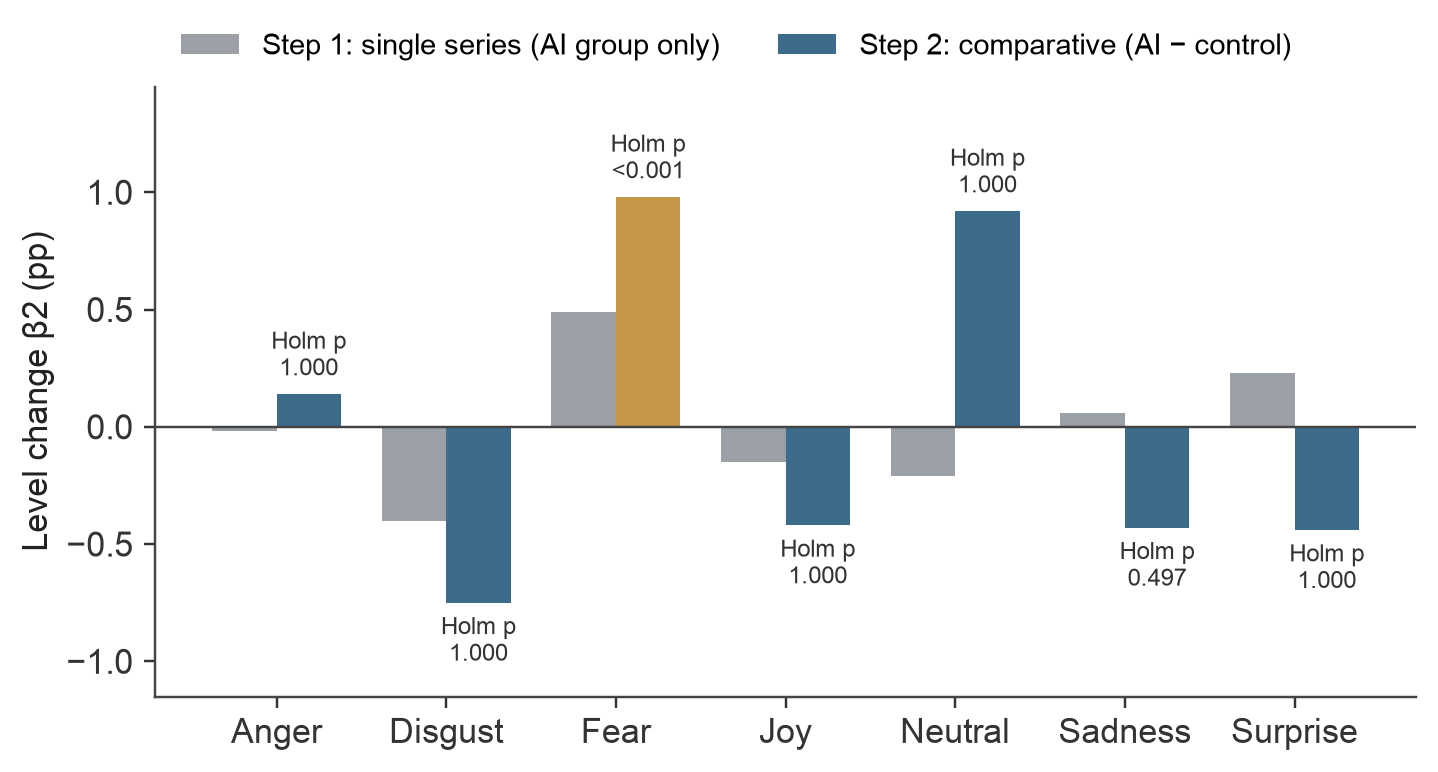 Step 1: single series (AI group only)
Step 2: comparative (AI − control)
Level change β2 (pp)
1.0
0.5
0.0
−0.5
−1.0
Holm p
1.000
Holm p
1.000
Holm p
<0.001
Holm p
1.000
Holm p
1.000
Holm p
0.497
Holm p
1.000
Anger
Disgust
Fear
Joy
Neutral
Sadness
Surprise